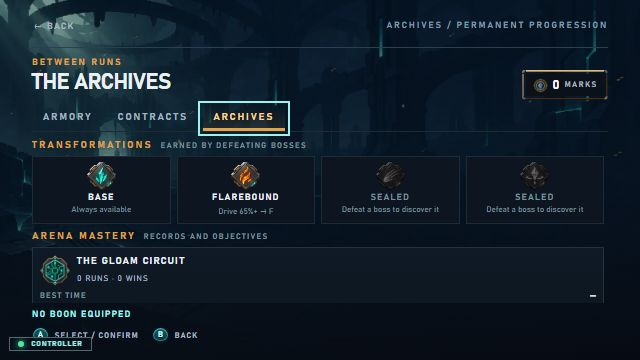 ← BACK
ARCHIVES / PERMANENT PROGRESSION
BETWEEN RUNS
THE ARCHIVES
0 MARKS
ARMORY CONTRACTS ARCHIVES
TRANSFORMATIONS EARNED BY DEFEATING BOSSES
BASE
Always available
FLAREBOUND
Drive 65%+ → F
SEALED
Defeat a boss to discover it
SEALED
Defeat a boss to discover it
ARENA MASTERY RECORDS AND OBJECTIVES
THE GLOAM CIRCUIT
0 RUNS · 0 WINS
BEST TIME –
NO BOON EQUIPPED
A SELECT / CONFIRM B BACK
CONTROLLER